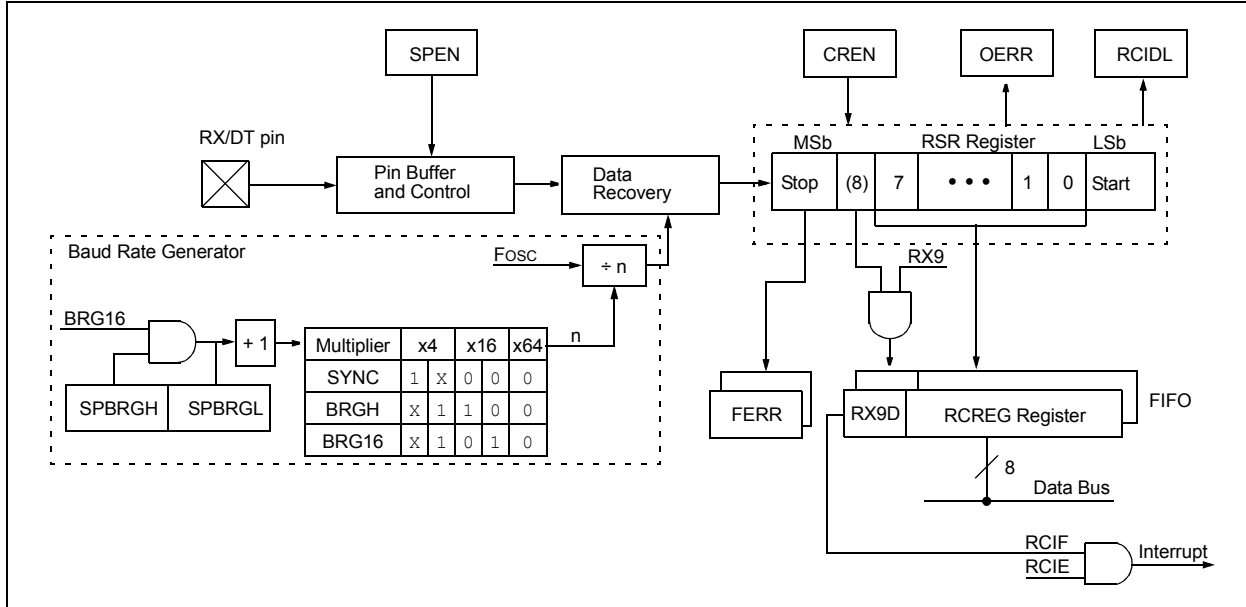 SPEN
CREN
OERR
RCIDL
RX/DT pin
Pin Buffer
and Control
Data
Recovery
MSb RSR Register LSb
Stop (8) 7 • • • 1 0 Start
Baud Rate Generator
FOSC
÷ n
RX9
BRG16
+ 1
n
SPBRGH SPBRGL
Multiplier x4 x16 x64
SYNC 1 X 0 0 0
BRGH X 1 1 0 0
BRG16 X 1 0 1 0
FERR
RX9D RCREG Register
FIFO
8
Data Bus
RCIF
RCIE
Interrupt